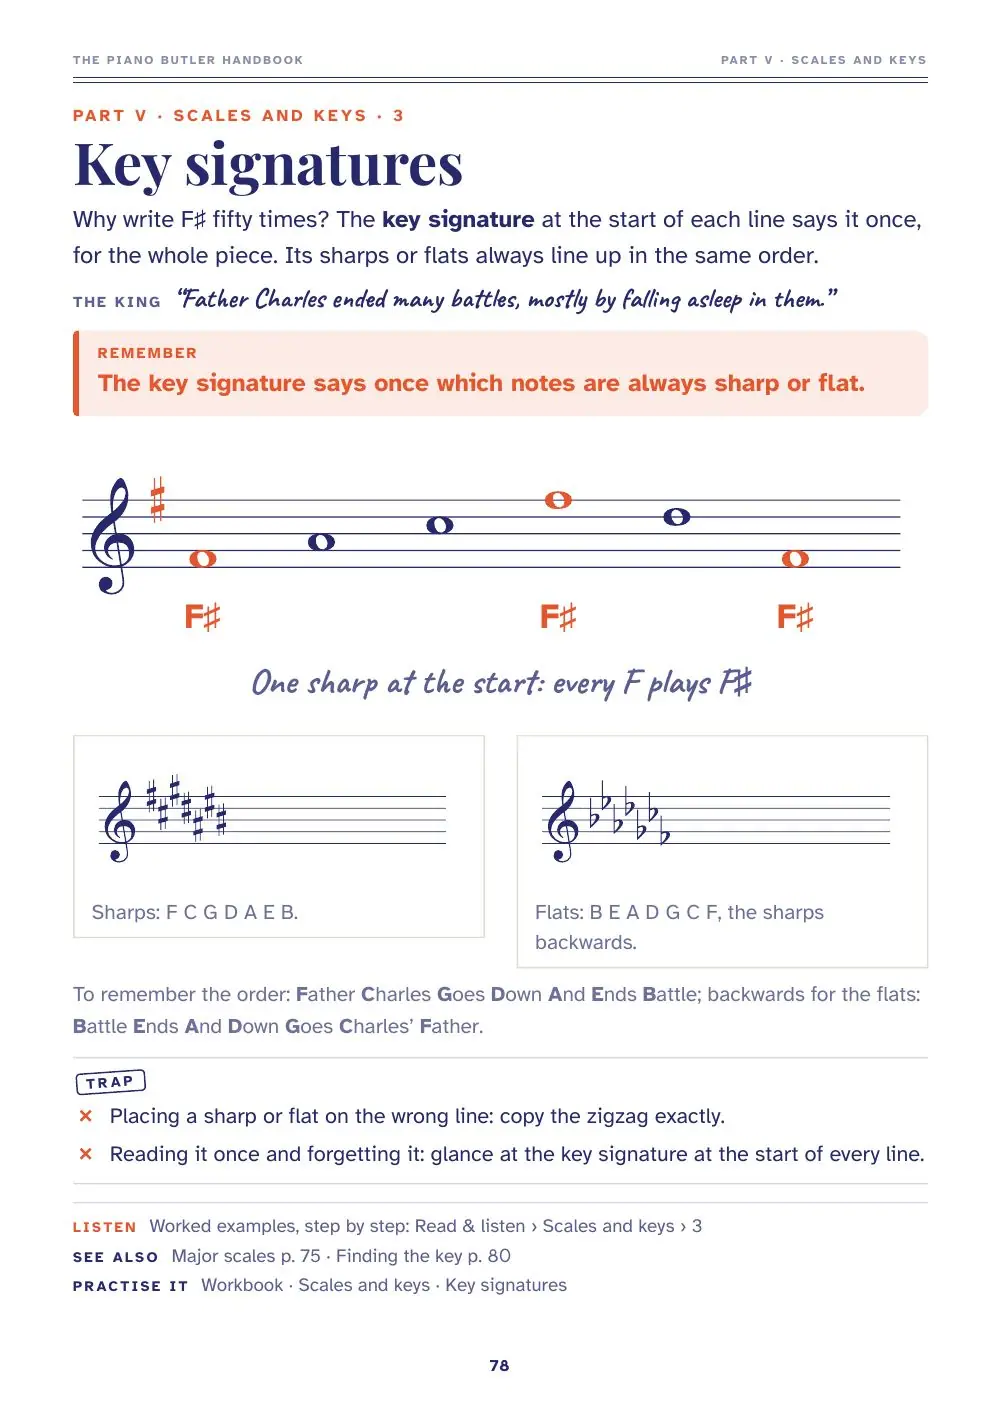 THE PIANO BUTLER HANDBOOK
PART V · SCALES AND KEYS
PART V · SCALES AND KEYS · 3
Key signatures
Why write F♯ fifty times? The key signature at the start of each line says it once,
for the whole piece. Its sharps or flats always line up in the same order.
THE KING “Father Charles ended many battles, mostly by falling asleep in them.”
REMEMBER
The key signature says once which notes are always sharp or flat.
F♯ F♯ F♯
One sharp at the start: every F plays F♯
Sharps: F C G D A E B.
Flats: B E A D G C F, the sharps
backwards.
To remember the order: Father Charles Goes Down And Ends Battle; backwards for the flats:
Battle Ends And Down Goes Charles’ Father.
TRAP
× Placing a sharp or flat on the wrong line: copy the zigzag exactly.
× Reading it once and forgetting it: glance at the key signature at the start of every line.
LISTEN Worked examples, step by step: Read & listen › Scales and keys › 3
SEE ALSO Major scales p. 75 · Finding the key p. 80
PRACTISE IT Workbook · Scales and keys · Key signatures
78